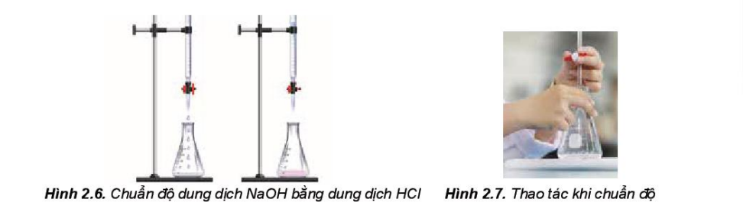 Hình 2.6. Chuẩn độ dung dịch NaOH bằng dung dịch HCl
Hình 2.7. Thao tác khi chuẩn độ